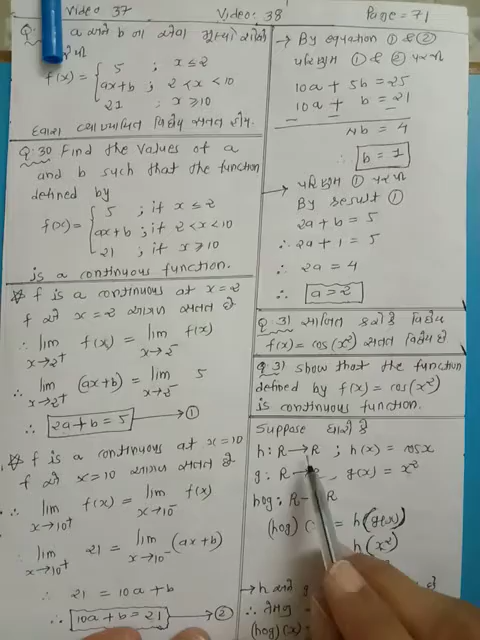 Video 37 Video: 38 Page = 71
f(x) = { 5 ; x ≤ 2
ax+b ; 2 < x < 10
21 ; x ≥ 10
Q:30 Find the values of a
and b such that the function
defined by
f(x) = { 5 ; if x ≤ 2
ax+b ; if 2 < x < 10
21 ; if x ≥ 10
is a continuous function.
f is a continuous at x = 2
f એ x = 2 આગળ સતત છે
∴ lim x→2⁺ f(x) = lim x→2⁻ f(x)
∴ lim x→2⁺ (ax+b) = lim x→2⁻ 5
∴ 2a+b = 5 → ①
f is a continuous at x = 10
f એ x = 10 આગળ સતત છે
∴ lim x→10⁺ f(x) = lim x→10⁻ f(x)
∴ lim x→10⁺ 21 = lim x→10⁻ (ax+b)
∴ 21 = 10a + b
∴ 10a + b = 21 → ②
→ By equation ① & ②
પરિણામ ① & ② પરથી
10a + 5b = 25
10a + b = 21
4b = 4
∴ b = 1
→ પરિણામ ① પરથી
By result ①
2a + b = 5
∴ 2a + 1 = 5
∴ 2a = 4
∴ a = 2
Q:31 સાબિત કરો કે વિધેય
f(x) = cos(x²) સતત વિધેય છે
Q:31 show that the function
defined by f(x) = cos(x²)
is continuous function.
Suppose ધારો કે
h: R → R ; h(x) = cosx
g: R → g(x) = x²
hog: R – R
(hog)( = h(g(x))
h(x²)
→ h અને g
(hog)(x) =